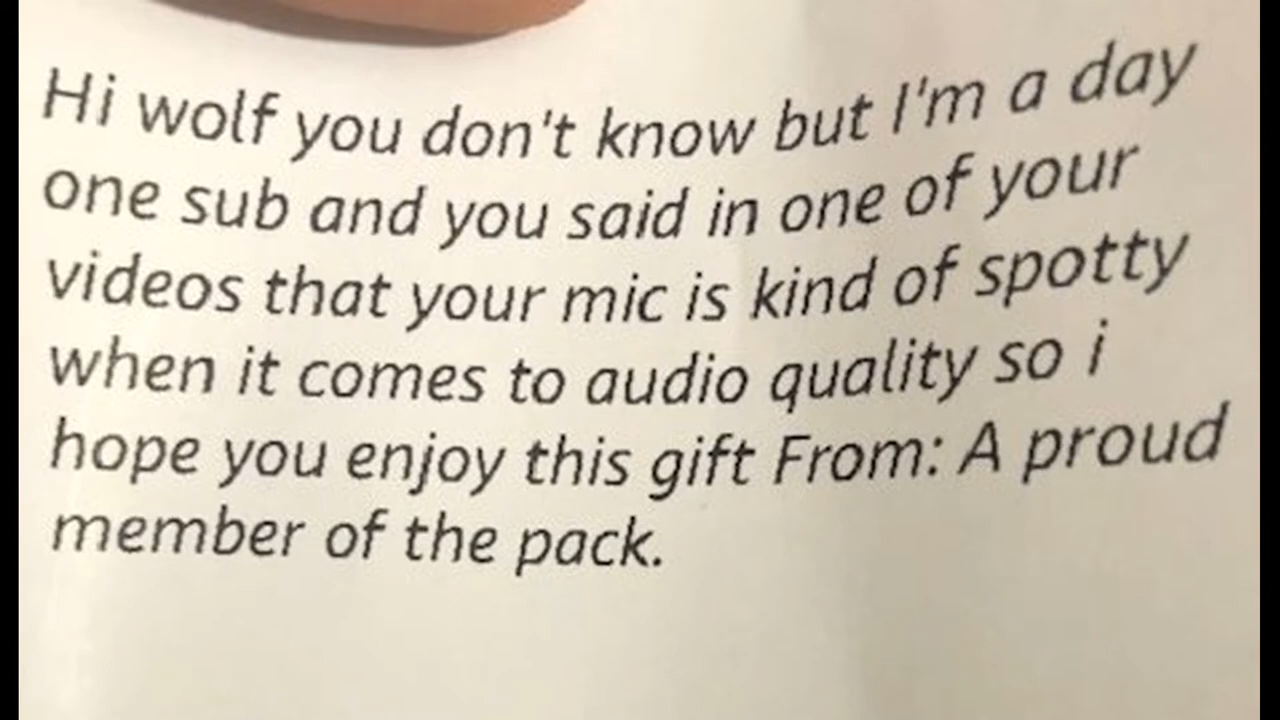 Hi wolf you don't know but I'm a day
one sub and you said in one of your
videos that your mic is kind of spotty
when it comes to audio quality so i
hope you enjoy this gift From: A proud
member of the pack.